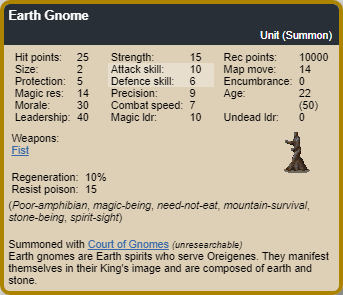 Earth Gnome
Unit (Summon)
Hit points: 25 Strength: 15 Rec points: 10000
Size: 2 Attack skill: 10 Map move: 14
Protection: 5 Defence skill: 6 Encumbrance: 0
Magic res: 14 Precision: 9 Age: 22
Morale: 30 Combat speed: 7 (50)
Leadership: 40 Magic ldr: 10 Undead ldr: 0
Weapons:
Fist
Regeneration: 10%
Resist poison: 15
(Poor-amphibian, magic-being, need-not-eat, mountain-survival,
stone-being, spirit-sight)
Summoned with Court of Gnomes (unresearchable)
Earth gnomes are Earth spirits who serve Oreigenes. They manifest
themselves in their King's image and are composed of earth and
stone.